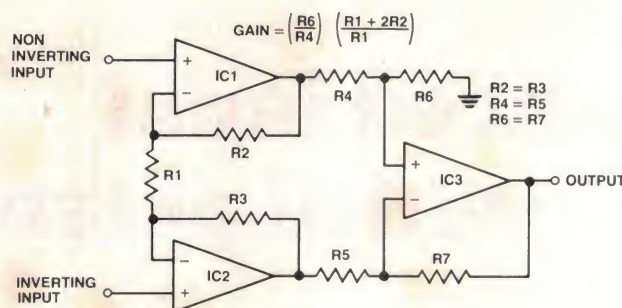 GAIN = (R6/R4) (R1 + 2R2/R1)
NON
INVERTING
INPUT
+
IC1
−
R4
R6
R2 = R3
R4 = R5
R6 = R7
R2
R1
+
IC3
−
OUTPUT
R3
−
IC2
+
R5
R7
INVERTING
INPUT